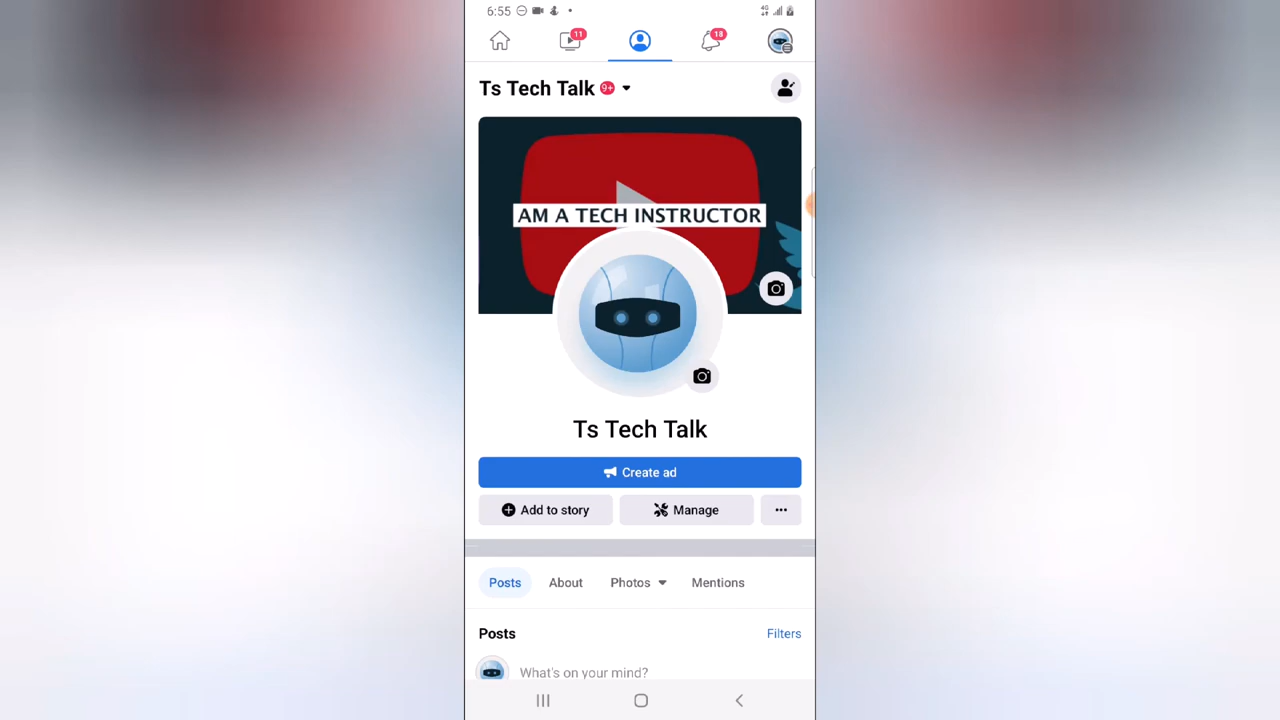 6:55 4G
11 18
Ts Tech Talk 9+
AM A TECH INSTRUCTOR
Ts Tech Talk
Create ad
Add to story Manage
Posts About Photos Mentions
Posts Filters
What's on your mind?